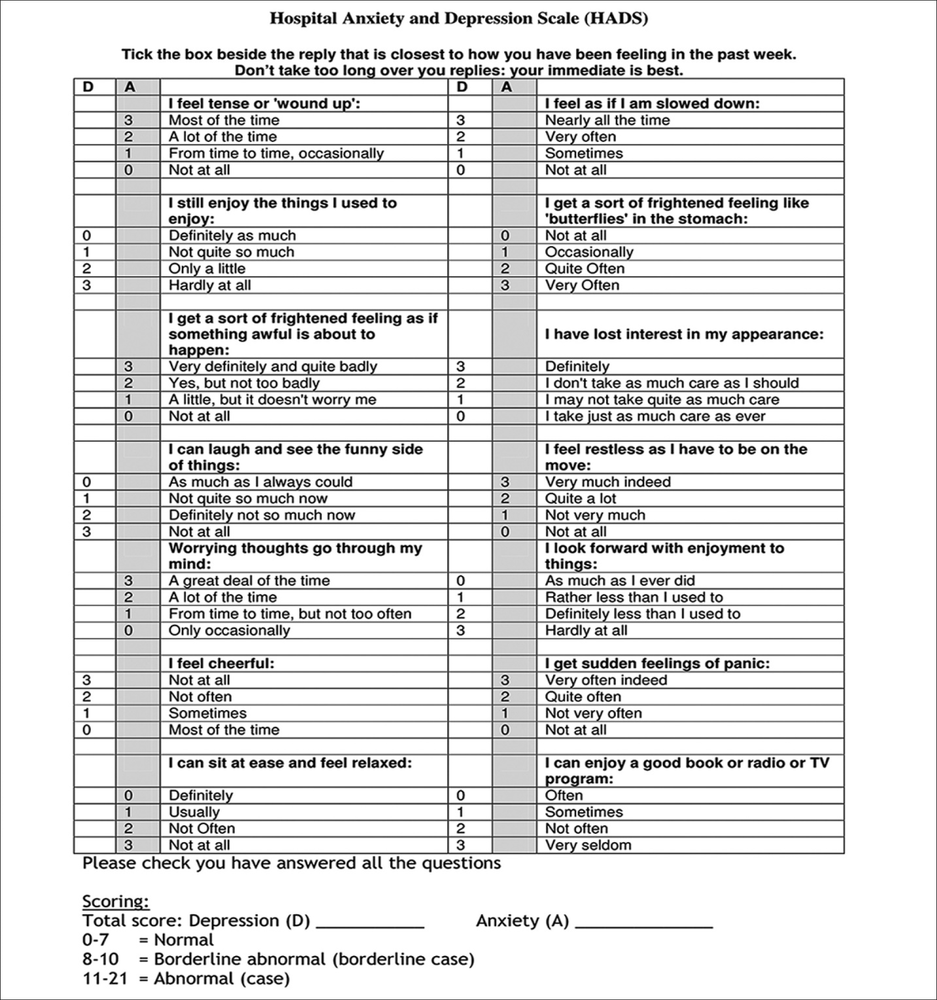 Hospital Anxiety and Depression Scale (HADS)
Tick the box beside the reply that is closest to how you have been feeling in the past week.
Don't take too long over you replies: your immediate is best.
D A D A
I feel tense or 'wound up': I feel as if I am slowed down:
3 Most of the time 3 Nearly all the time
2 A lot of the time 2 Very often
1 From time to time, occasionally 1 Sometimes
0 Not at all 0 Not at all
I still enjoy the things I used to I get a sort of frightened feeling like
enjoy: 'butterflies' in the stomach:
0 Definitely as much 0 Not at all
1 Not quite so much 1 Occasionally
2 Only a little 2 Quite Often
3 Hardly at all 3 Very Often
I get a sort of frightened feeling as if
something awful is about to I have lost interest in my appearance:
happen:
3 Very definitely and quite badly 3 Definitely
2 Yes, but not too badly 2 I don't take as much care as I should
1 A little, but it doesn't worry me 1 I may not take quite as much care
0 Not at all 0 I take just as much care as ever
I can laugh and see the funny side I feel restless as I have to be on the
of things: move:
0 As much as I always could 3 Very much indeed
1 Not quite so much now 2 Quite a lot
2 Definitely not so much now 1 Not very much
3 Not at all 0 Not at all
Worrying thoughts go through my I look forward with enjoyment to
mind: things:
3 A great deal of the time 0 As much as I ever did
2 A lot of the time 1 Rather less than I used to
1 From time to time, but not too often 2 Definitely less than I used to
0 Only occasionally 3 Hardly at all
I feel cheerful: I get sudden feelings of panic:
3 Not at all 3 Very often indeed
2 Not often 2 Quite often
1 Sometimes 1 Not very often
0 Most of the time 0 Not at all
I can sit at ease and feel relaxed: I can enjoy a good book or radio or TV
program:
0 Definitely 0 Often
1 Usually 1 Sometimes
2 Not Often 2 Not often
3 Not at all 3 Very seldom
Please check you have answered all the questions
Scoring:
Total score: Depression (D) ___________ Anxiety (A) ______________
0-7 = Normal
8-10 = Borderline abnormal (borderline case)
11-21 = Abnormal (case)